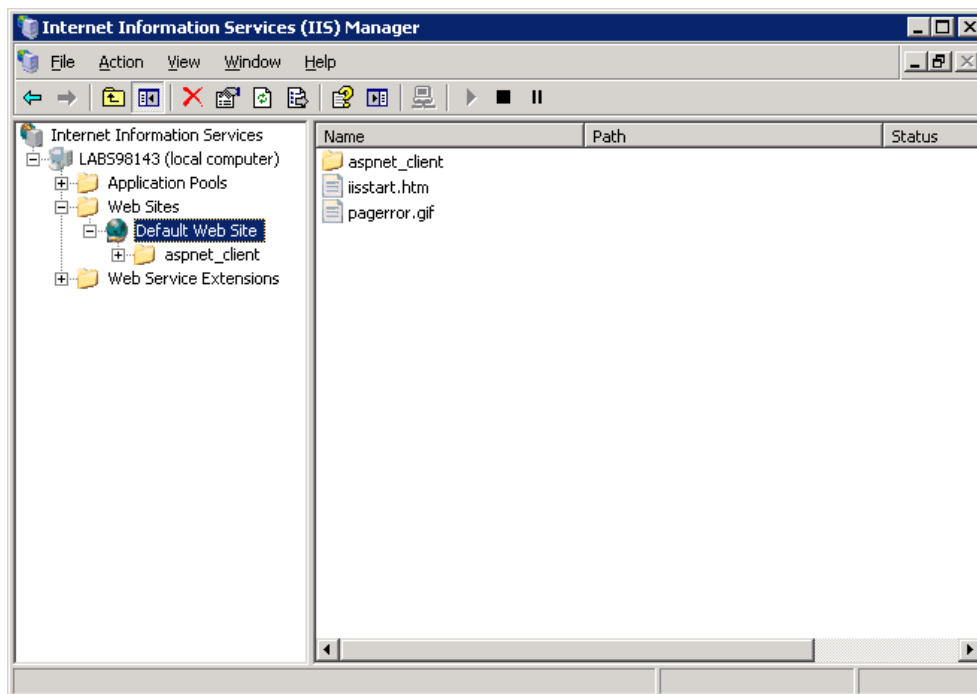 Internet Information Services (IIS) Manager
File Action View Window Help
Internet Information Services
LABS98143 (local computer)
Application Pools
Web Sites
Default Web Site
aspnet_client
Web Service Extensions
Name Path Status
aspnet_client
iisstart.htm
pagerror.gif